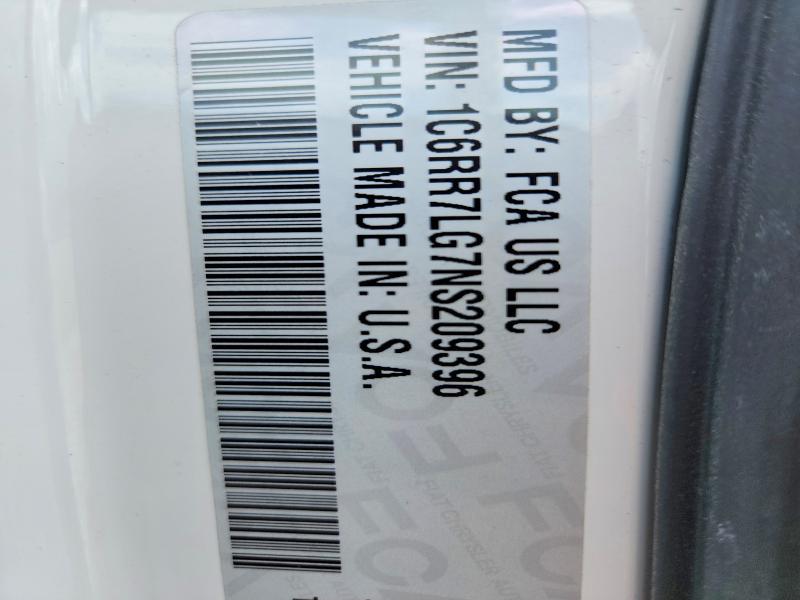 MFD BY: FCA US LLC
VIN: 1C6RR7LG7NS209396
VEHICLE MADE IN: U.S.A.